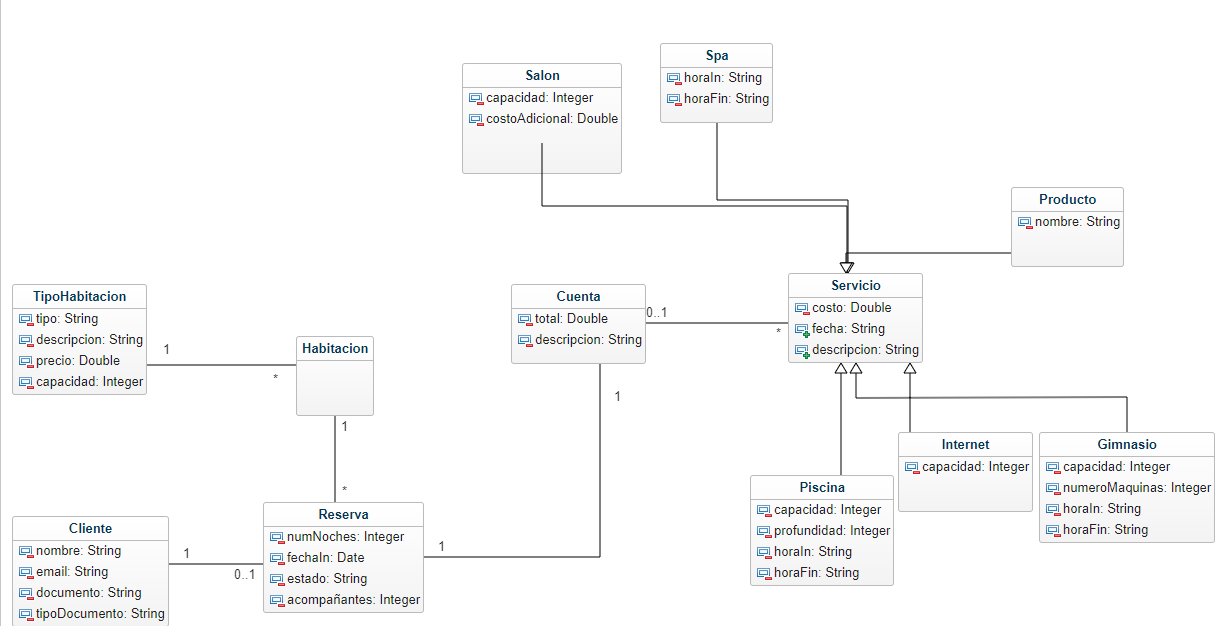 Spa
horaIn: String
horaFin: String
Salon
capacidad: Integer
costoAdicional: Double
Producto
nombre: String
TipoHabitacion
tipo: String
descripcion: String
precio: Double
capacidad: Integer
1
*
Habitacion
1
*
Cuenta
total: Double
descripcion: String
0..1
*
1
Servicio
costo: Double
fecha: String
descripcion: String
Internet
capacidad: Integer
Gimnasio
capacidad: Integer
numeroMaquinas: Integer
horaIn: String
horaFin: String
Piscina
capacidad: Integer
profundidad: Integer
horaIn: String
horaFin: String
Reserva
numNoches: Integer
fechaIn: Date
estado: String
acompañantes: Integer
1
Cliente
nombre: String
email: String
documento: String
tipoDocumento: String
1
0..1